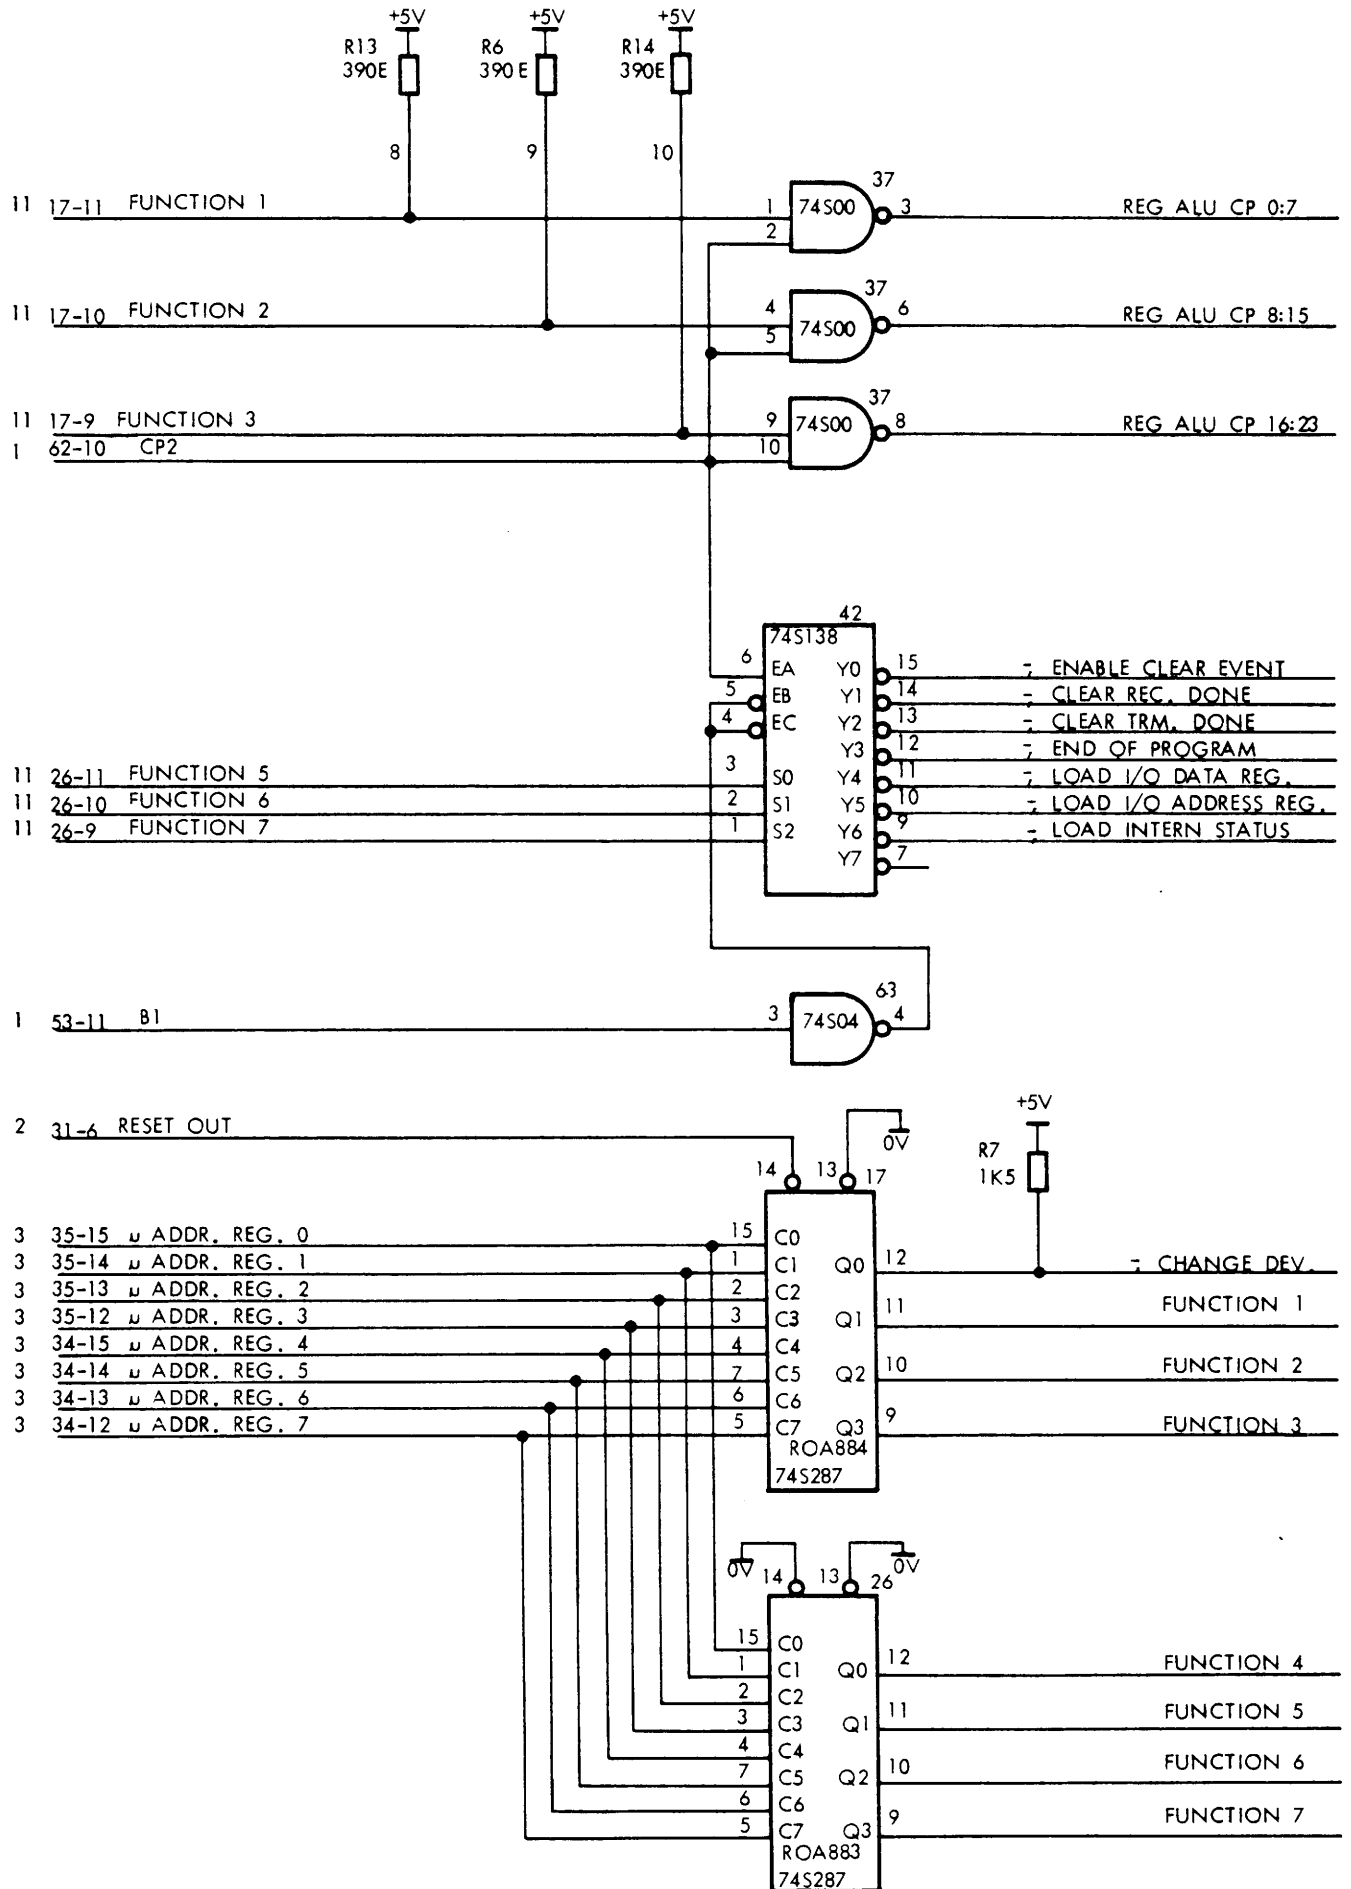 +5V +5V +5V
R13 R6 R14
390E 390E 390E
8 9 10
37
11 17-11 FUNCTION 1 1 74S00 3 REG ALU CP 0:7
2
37
11 17-10 FUNCTION 2 4 74S00 6 REG ALU CP 8:15
5
37
11 17-9 FUNCTION 3 9 74S00 8 REG ALU CP 16:23
1 62-10 CP2 10
42
74S138
6 EA Y0 15 -, ENABLE CLEAR EVENT
5 EB Y1 14 -, CLEAR REC. DONE
4 EC Y2 13 -, CLEAR TRM. DONE
Y3 12 -, END OF PROGRAM
11 26-11 FUNCTION 5 3 S0 Y4 11 -, LOAD I/O DATA REG.
11 26-10 FUNCTION 6 2 S1 Y5 10 -, LOAD I/O ADDRESS REG.
11 26-9 FUNCTION 7 1 S2 Y6 9 -, LOAD INTERN STATUS
Y7 7
63
1 53-11 B1 3 74S04 4
+5V
2 31-6 RESET OUT 0V
R7
14 13 17 1K5
3 35-15 μ ADDR. REG. 0 15 C0
3 35-14 μ ADDR. REG. 1 1 C1 Q0 12 -, CHANGE DEV.
3 35-13 μ ADDR. REG. 2 2 C2
3 35-12 μ ADDR. REG. 3 3 C3 Q1 11 FUNCTION 1
3 34-15 μ ADDR. REG. 4 4 C4
3 34-14 μ ADDR. REG. 5 7 C5 Q2 10 FUNCTION 2
3 34-13 μ ADDR. REG. 6 6 C6
3 34-12 μ ADDR. REG. 7 5 C7 Q3 9 FUNCTION 3
ROA884
74S287
0V 14 13 0V 26
15 C0
1 C1 Q0 12 FUNCTION 4
2 C2
3 C3 Q1 11 FUNCTION 5
4 C4
7 C5 Q2 10 FUNCTION 6
6 C6
5 C7 Q3 9 FUNCTION 7
ROA883
74S287